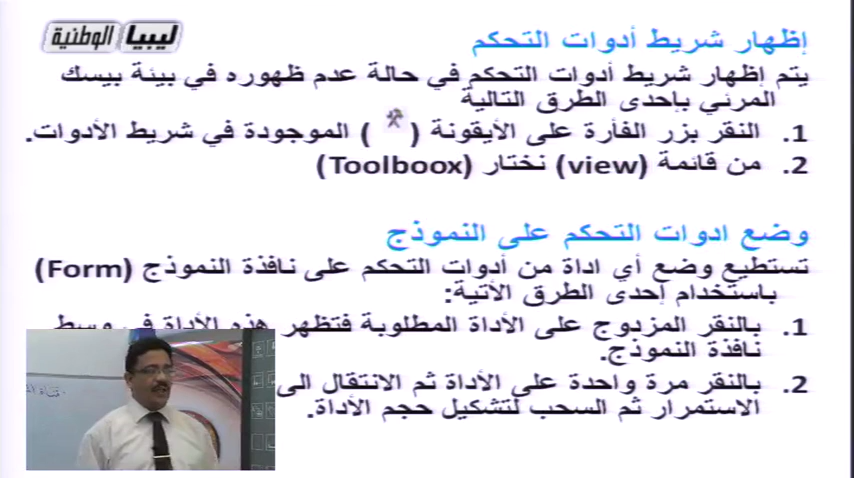 ليبيا الوطنية
إظهار شريط أدوات التحكم
يتم إظهار شريط أدوات التحكم في حالة عدم ظهوره في بيئة بيسك
المرئي بإحدى الطرق التالية
1. النقر بزر الفأرة على الأيقونة ( ) الموجودة في شريط الأدوات.
2. من قائمة (view) نختار (Toolboox)
وضع ادوات التحكم على النموذج
تستطيع وضع أي اداة من أدوات التحكم على نافذة النموذج (Form)
باستخدام إحدى الطرق الأتية:
1. بالنقر المزدوج على الأداة المطلوبة فتظهر هذه الأداة في وسط
نافذة النموذج.
2. بالنقر مرة واحدة على الأداة ثم الانتقال الى
الاستمرار ثم السحب لتشكيل حجم الأداة.